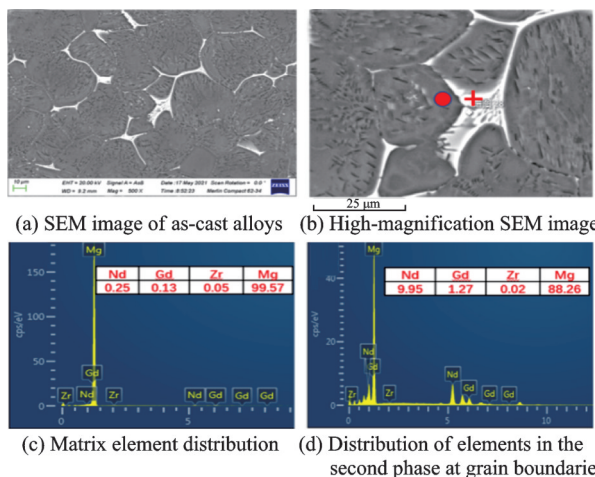 10 μm
EHT = 20.00 kV Signal A = AsB Date :17 May 2021 Scan Rotation = 0.0°
WD = 9.2 mm Mag = 500 X Time :8:52:23 Merlin Compact 63-34
ZEISS
25 μm
(a) SEM image of as-cast alloys
(b) High-magnification SEM image
Mg
150
100
50
0
cps/eV
Nd Gd Zr Mg
0.25 0.13 0.05 99.57
Gd
Zr Nd Zr Nd Gd Gd Gd
0 5
Mg
40
20
0
cps/eV
Nd Gd Zr Mg
9.95 1.27 0.02 88.26
Nd
Gd
Zr Zr Nd Gd Gd Gd
0 5 10
(c) Matrix element distribution
(d) Distribution of elements in the
second phase at grain boundarie